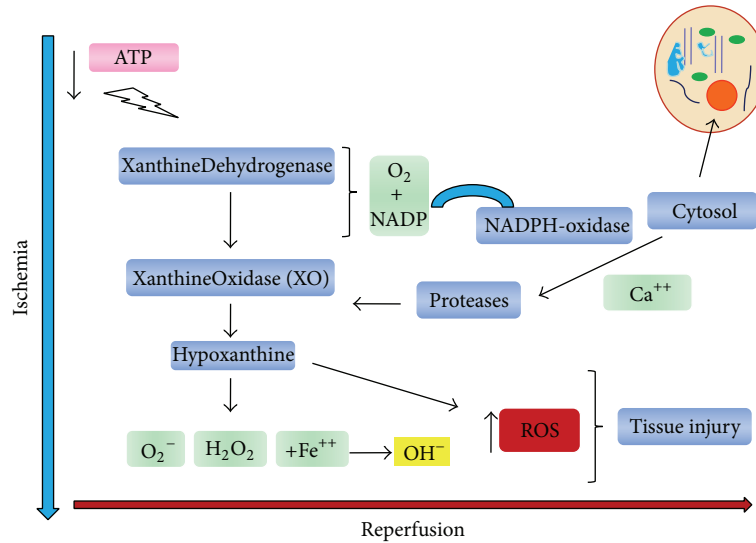 ATP
XanthineDehydrogenase
O₂
+
NADP
NADPH-oxidase
Cytosol
XanthineOxidase (XO)
Proteases
Ca⁺⁺
Hypoxanthine
O₂⁻
H₂O₂
+Fe⁺⁺
OH⁻
ROS
Tissue injury
Ischemia
Reperfusion